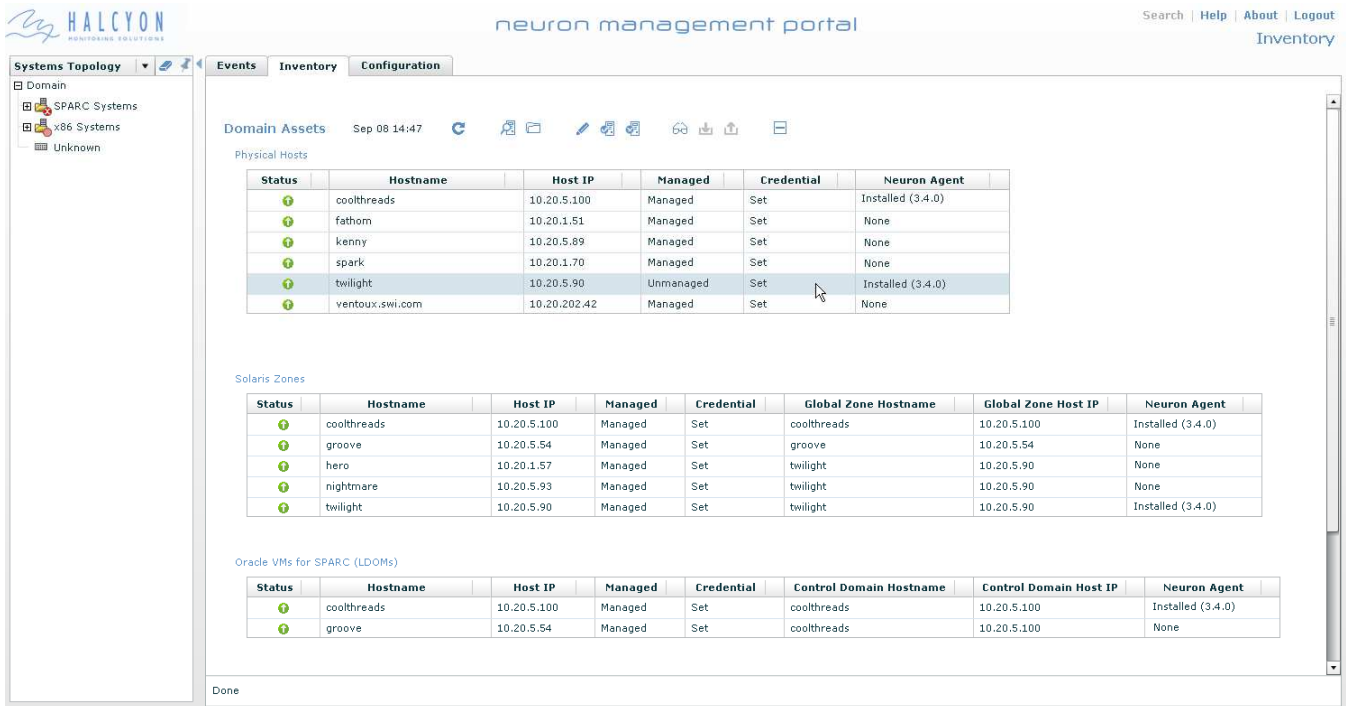 HALCYON
MONITORING SOLUTIONS
neuron management portal
Search | Help | About | Logout
Inventory
Systems Topology
Domain
SPARC Systems
x86 Systems
Unknown
Events Inventory Configuration
Domain Assets Sep 08 14:47
Physical Hosts
Status Hostname Host IP Managed Credential Neuron Agent
coolthreads 10.20.5.100 Managed Set Installed (3.4.0)
fathom 10.20.1.51 Managed Set None
kenny 10.20.5.89 Managed Set None
spark 10.20.1.70 Managed Set None
twilight 10.20.5.90 Unmanaged Set Installed (3.4.0)
ventoux.swi.com 10.20.202.42 Managed Set None
Solaris Zones
Status Hostname Host IP Managed Credential Global Zone Hostname Global Zone Host IP Neuron Agent
coolthreads 10.20.5.100 Managed Set coolthreads 10.20.5.100 Installed (3.4.0)
groove 10.20.5.54 Managed Set groove 10.20.5.54 None
hero 10.20.1.57 Managed Set twilight 10.20.5.90 None
nightmare 10.20.5.93 Managed Set twilight 10.20.5.90 None
twilight 10.20.5.90 Managed Set twilight 10.20.5.90 Installed (3.4.0)
Oracle VMs for SPARC (LDOMs)
Status Hostname Host IP Managed Credential Control Domain Hostname Control Domain Host IP Neuron Agent
coolthreads 10.20.5.100 Managed Set coolthreads 10.20.5.100 Installed (3.4.0)
groove 10.20.5.54 Managed Set coolthreads 10.20.5.100 None
Done